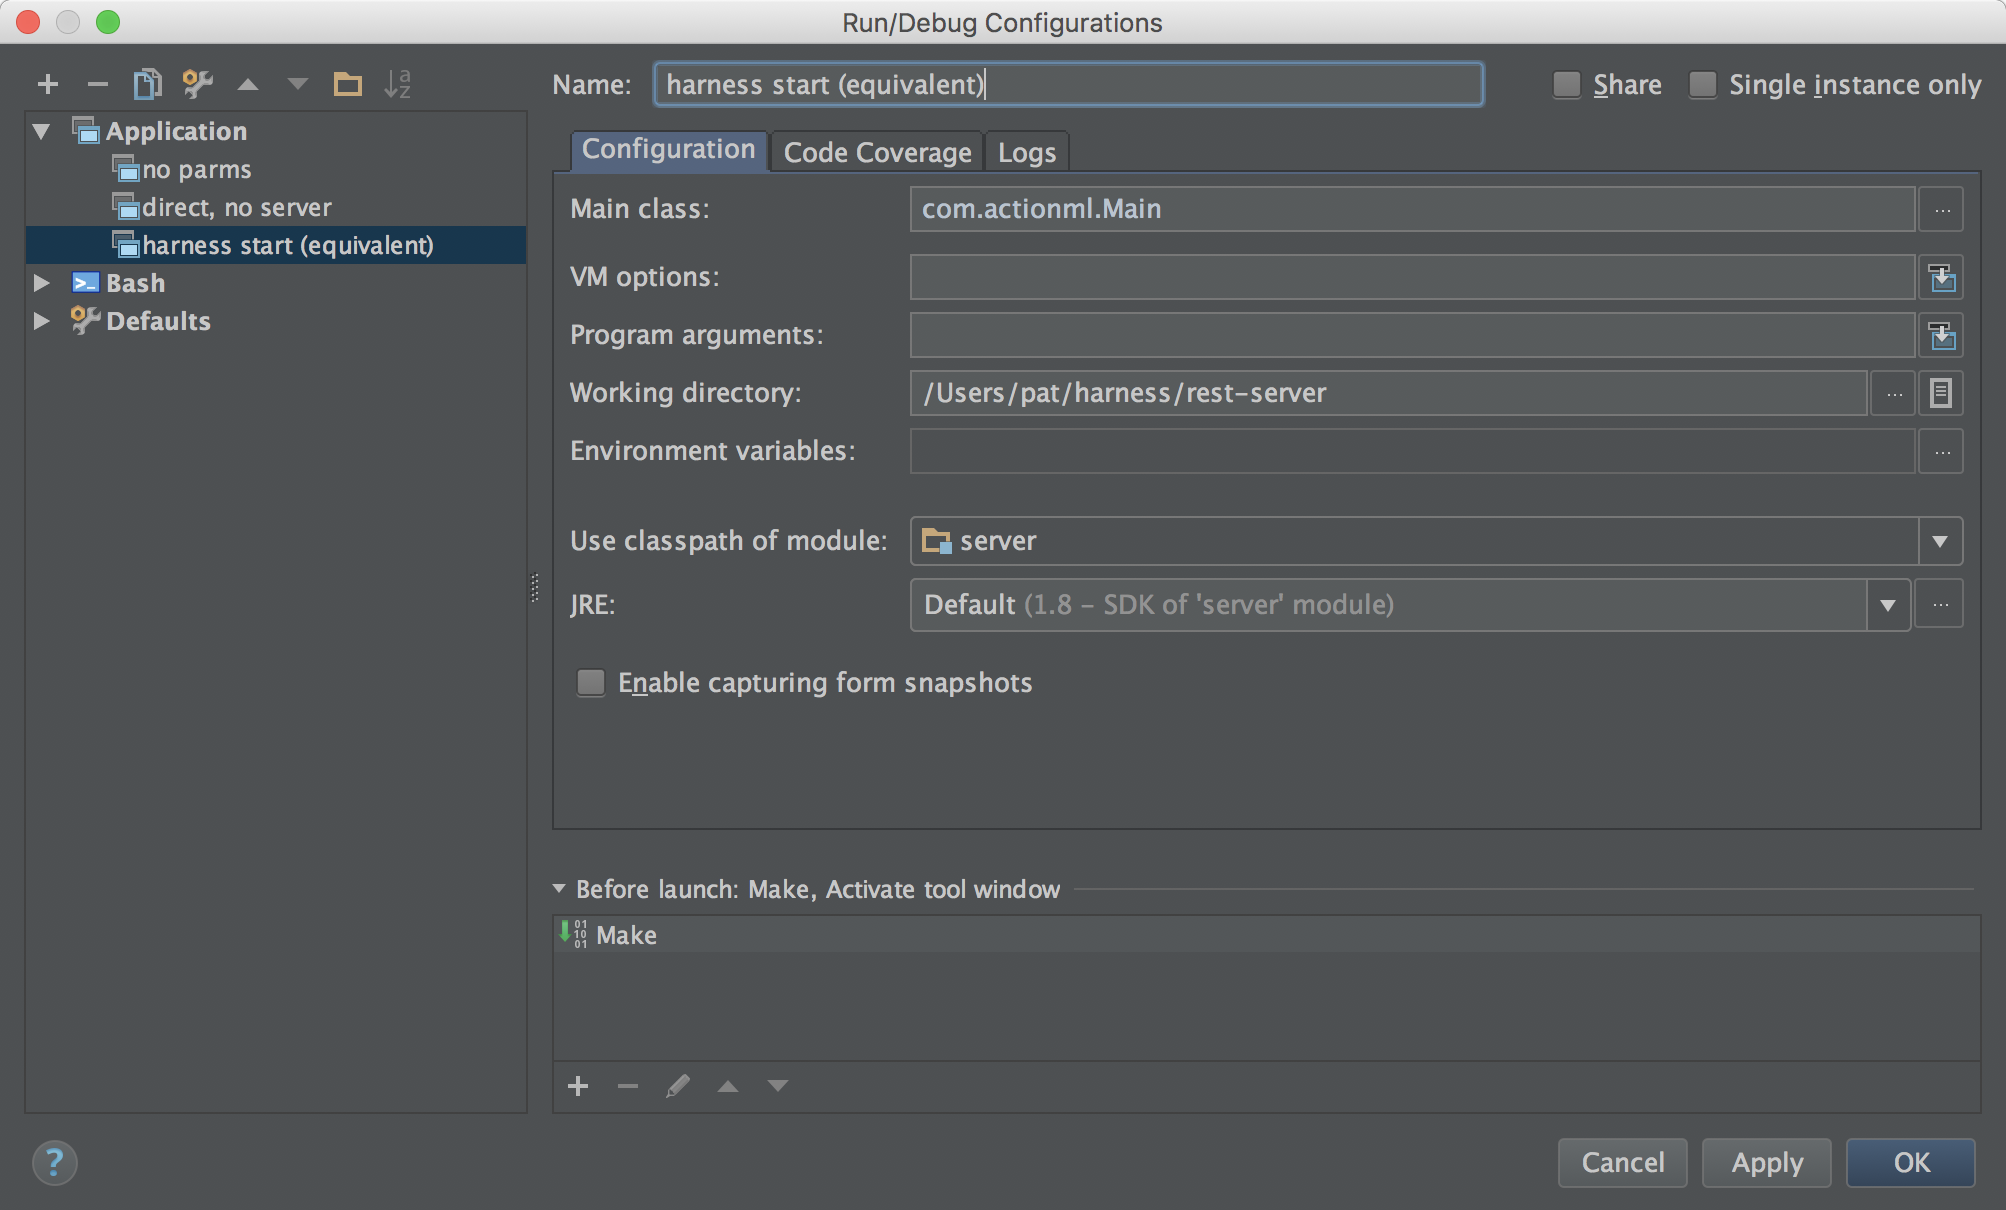 Run/Debug Configurations
Name: harness start (equivalent) Share Single instance only
Application
no parms
direct, no server
harness start (equivalent)
Bash
Defaults
Configuration Code Coverage Logs
Main class: com.actionml.Main ...
VM options:
Program arguments:
Working directory: /Users/pat/harness/rest-server ...
Environment variables: ...
Use classpath of module: server
JRE: Default (1.8 – SDK of 'server' module) ...
Enable capturing form snapshots
Before launch: Make, Activate tool window
Make
? Cancel Apply OK